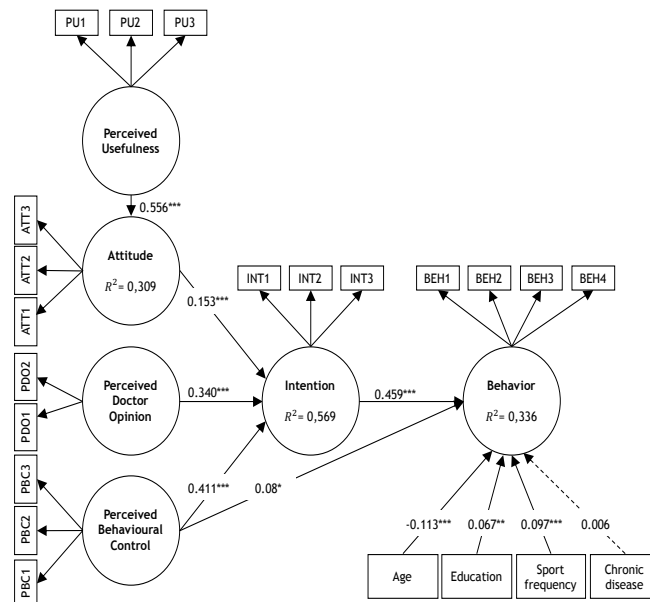 PU1
PU2
PU3
Perceived
Usefulness
0.556***
ATT3
ATT2
ATT1
Attitude
R²= 0,309
0.153***
INT1
INT2
INT3
BEH1
BEH2
BEH3
BEH4
PDO2
PDO1
Perceived
Doctor
Opinion
0.340***
Intention
R²= 0,569
0.459***
Behavior
R²= 0,336
PBC3
PBC2
PBC1
Perceived
Behavioural
Control
0.411***
0.08*
-0.113***
0.067**
0.097***
0.006
Age
Education
Sport
frequency
Chronic
disease